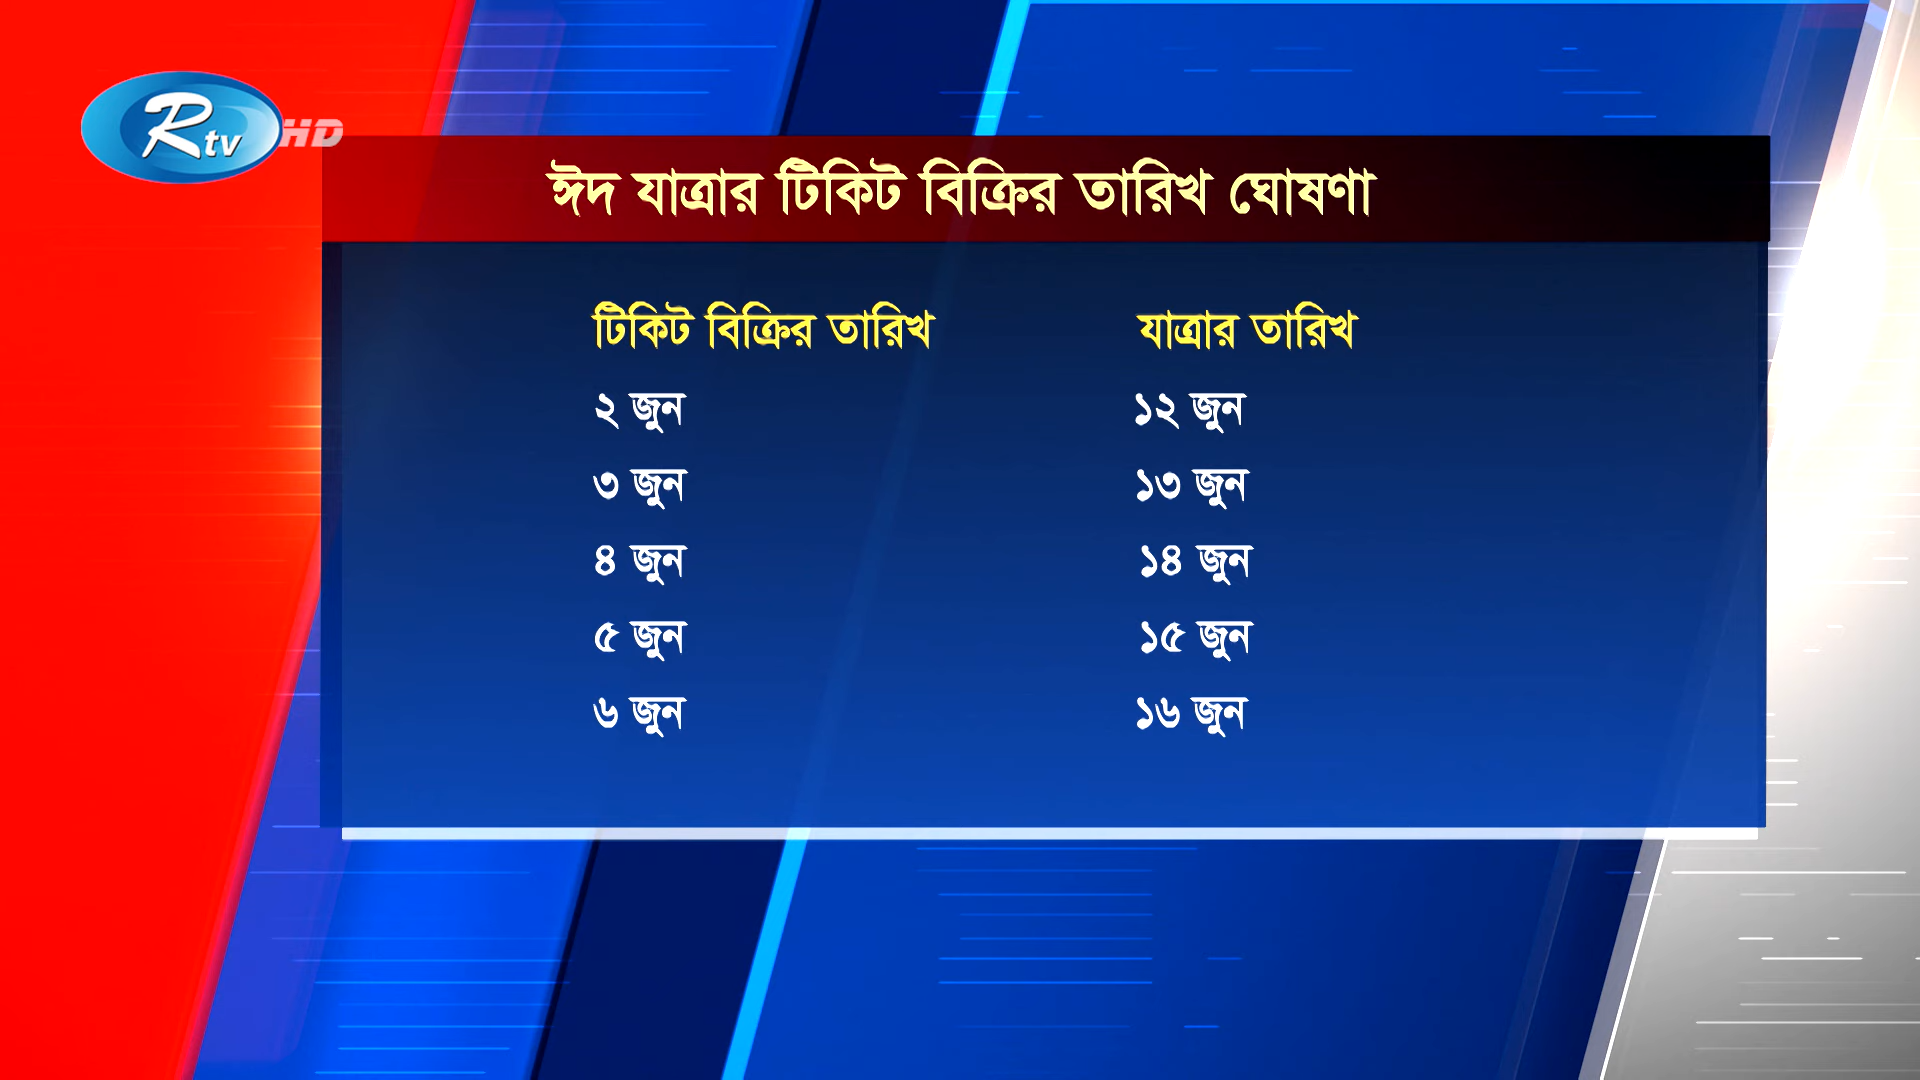 Rtv HD
ঈদ যাত্রার টিকিট বিক্রির তারিখ ঘোষণা
টিকিট বিক্রির তারিখ যাত্রার তারিখ
২ জুন ১২ জুন
৩ জুন ১৩ জুন
৪ জুন ১৪ জুন
৫ জুন ১৫ জুন
৬ জুন ১৬ জুন